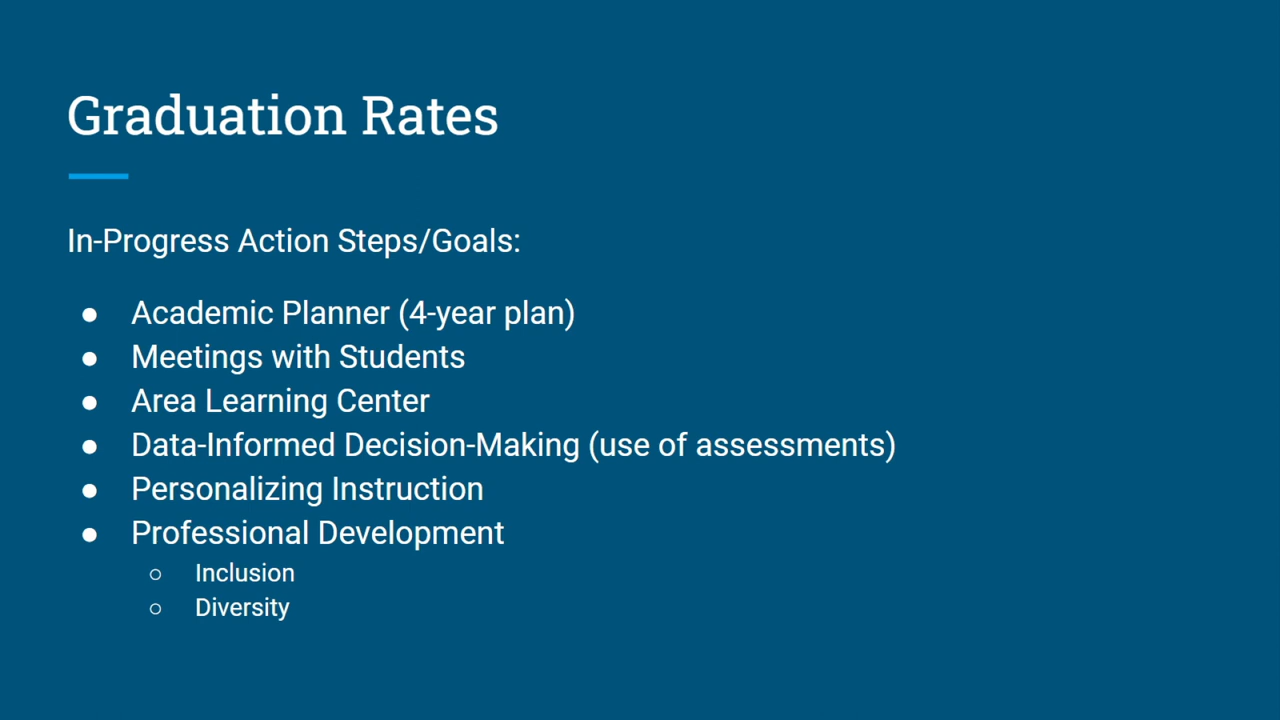 Graduation Rates
In-Progress Action Steps/Goals:
● Academic Planner (4-year plan)
● Meetings with Students
● Area Learning Center
● Data-Informed Decision-Making (use of assessments)
● Personalizing Instruction
● Professional Development
○ Inclusion
○ Diversity